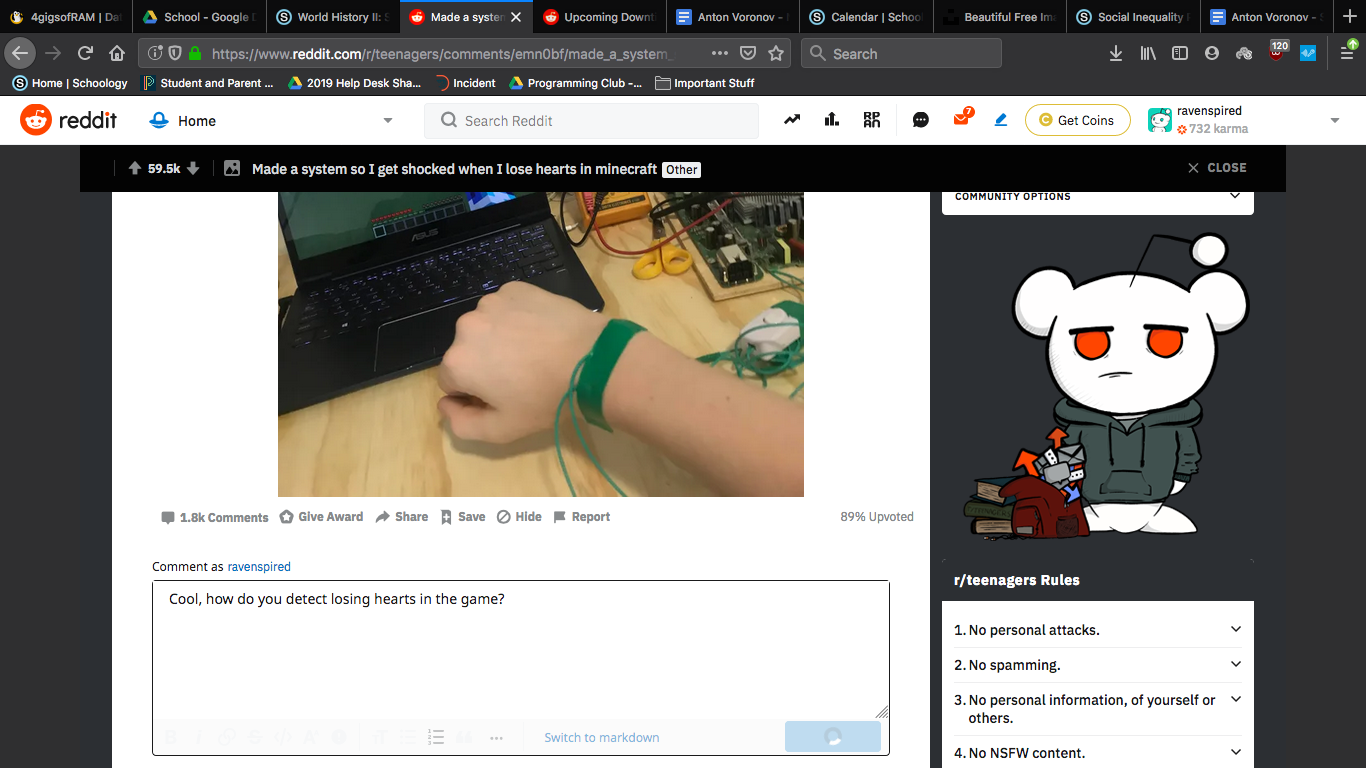 4gigsofRAM | Da
School - Google D
World History II: S
Made a system
Upcoming Downt
Anton Voronov -
Calendar | School
Beautiful Free Im
Social Inequality
Anton Voronov - S
https://www.reddit.com/r/teenagers/comments/emn0bf/made_a_system_
Search
120
Home | Schoology
Student and Parent ...
2019 Help Desk Sha...
Incident
Programming Club -...
Important Stuff
reddit
Home
Search Reddit
7
Get Coins
ravenspired
732 karma
59.5k
Made a system so I get shocked when I lose hearts in minecraft
Other
CLOSE
COMMUNITY OPTIONS
ASUS
1.8k Comments
Give Award
Share
Save
Hide
Report
89% Upvoted
Comment as ravenspired
Cool, how do you detect losing hearts in the game?
Switch to markdown
r/teenagers Rules
1. No personal attacks.
2. No spamming.
3. No personal information, of yourself or
others.
4. No NSFW content.